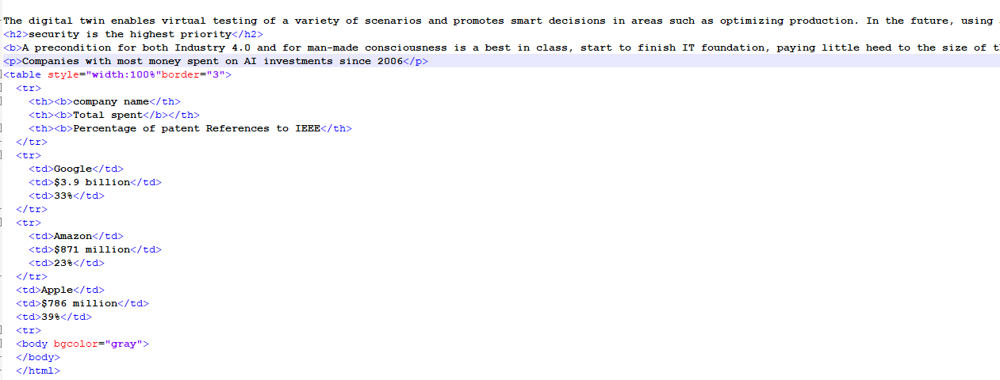 The digital twin enables virtual testing of a variety of scenarios and promotes smart decisions in areas such as optimizing production. In the future, using
<h2>security is the highest priority</h2>
<b>A precondition for both Industry 4.0 and for man-made consciousness is a best in class, start to finish IT foundation, paying little heed to the size of
<p>Companies with most money spent on AI investments since 2006</p>
<table style="width:100%"border="3">
<tr>
<th><b>company name</th>
<th><b>Total spent</b></th>
<th><b>Percentage of patent References to IEEE</th>
</tr>
<tr>
<td>Google</td>
<td>$3.9 billion</td>
<td>33%</td>
</tr>
<tr>
<td>Amazon</td>
<td>$871 million</td>
<td>23%</td>
</tr>
<td>Apple</td>
<td>$786 million</td>
<td>39%</td>
<tr>
<body bgcolor="gray">
</body>
</html>